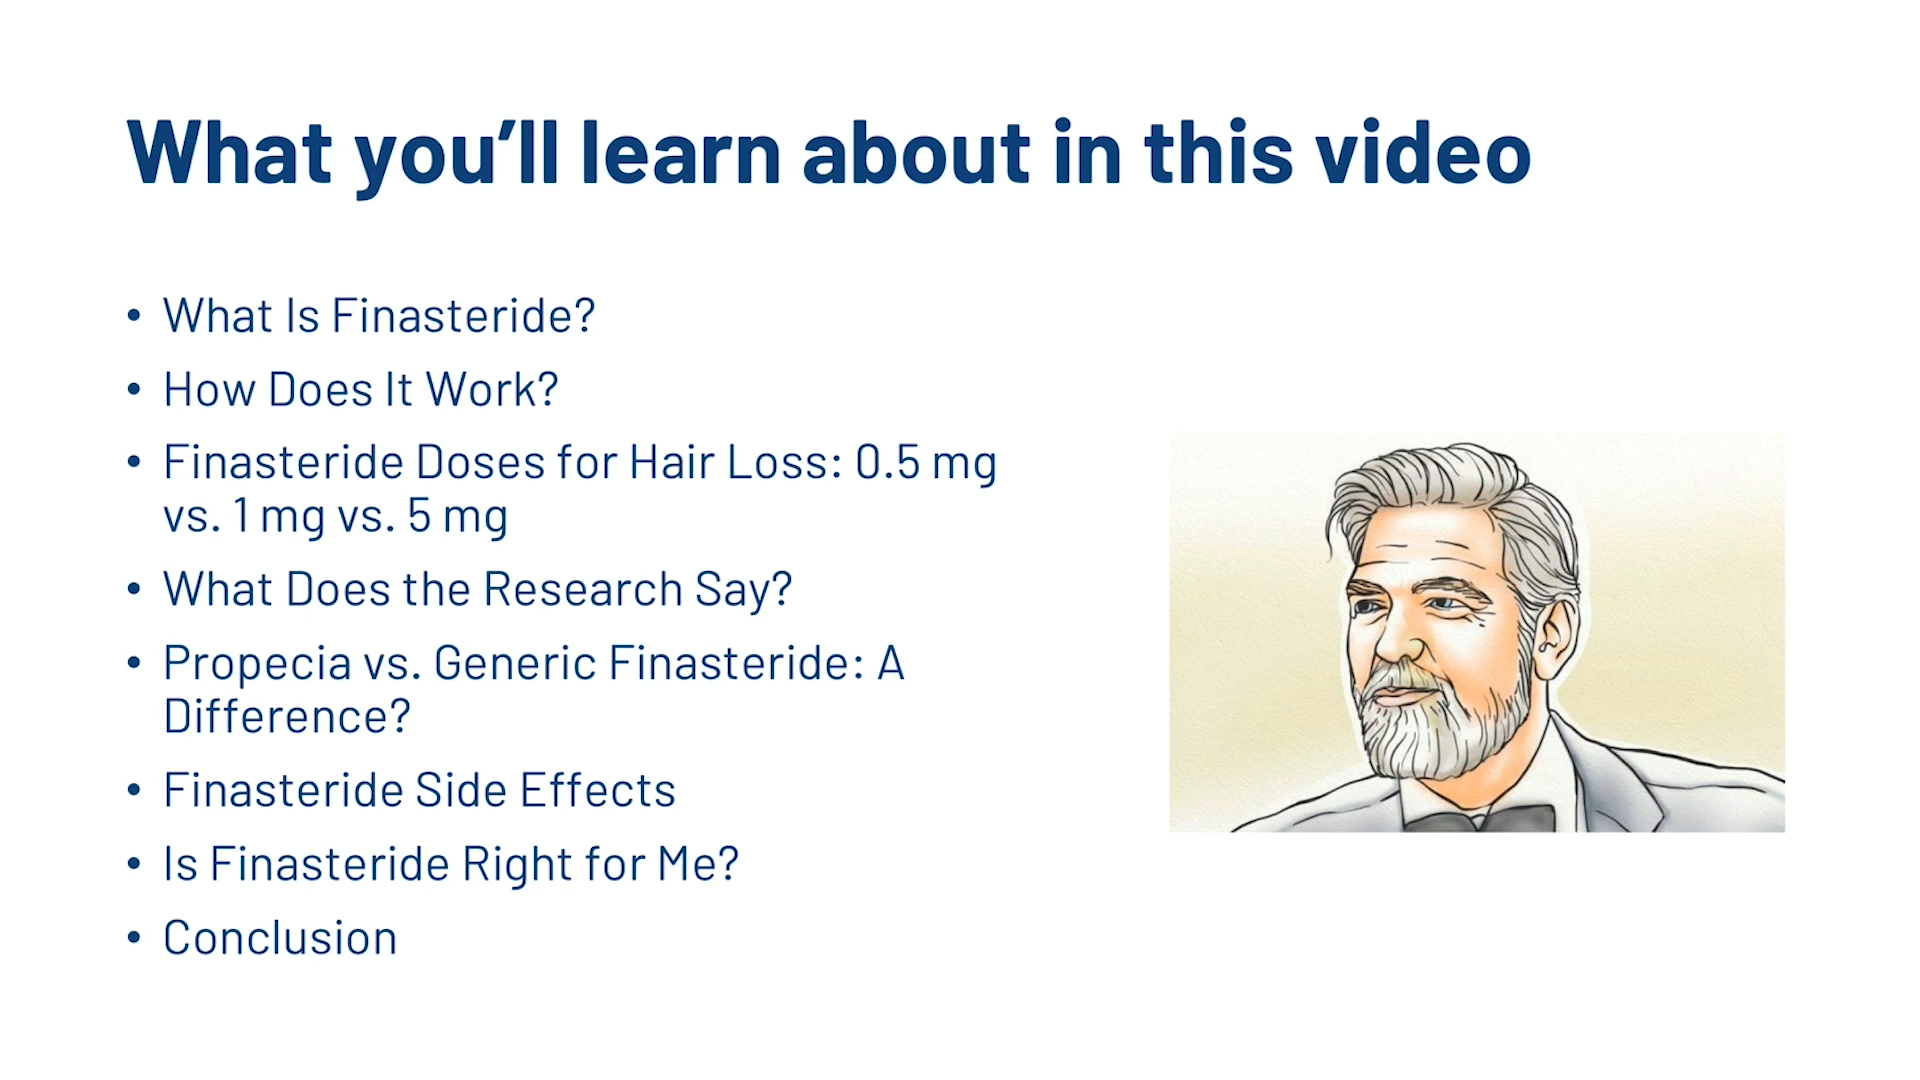 What you’ll learn about in this video
• What Is Finasteride?
• How Does It Work?
• Finasteride Doses for Hair Loss: 0.5 mg
vs. 1 mg vs. 5 mg
• What Does the Research Say?
• Propecia vs. Generic Finasteride: A
Difference?
• Finasteride Side Effects
• Is Finasteride Right for Me?
• Conclusion